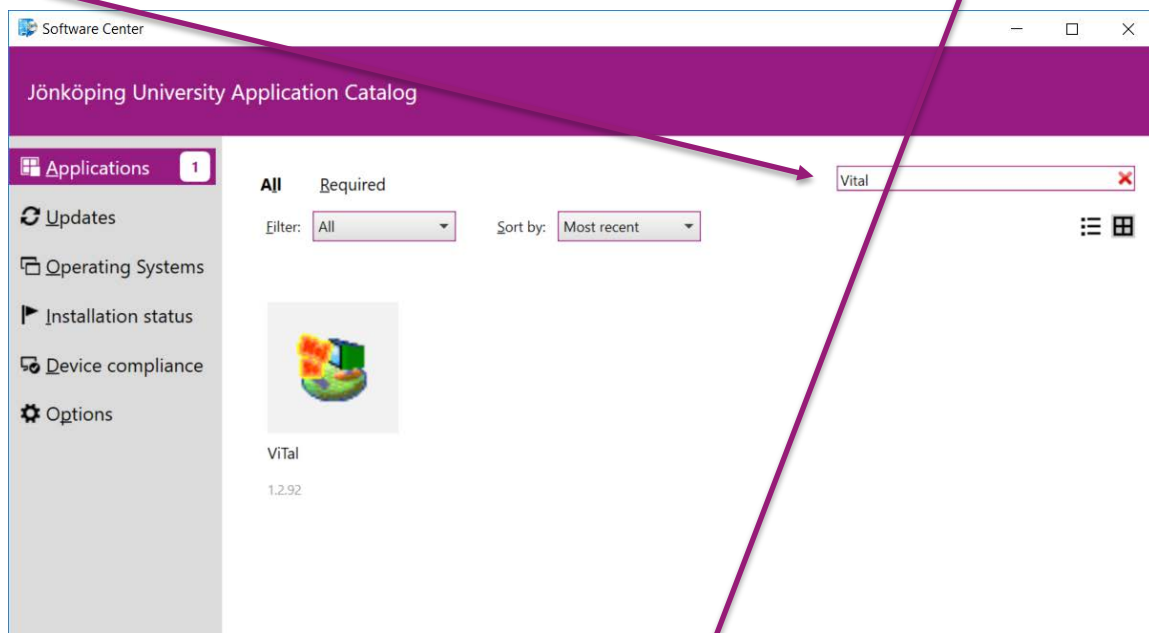 Software Center
Jönköping University Application Catalog
Applications 1
All Required
Vital
Updates
Filter: All Sort by: Most recent
Operating Systems
Installation status
Device compliance
Options
ViTal
1.2.92